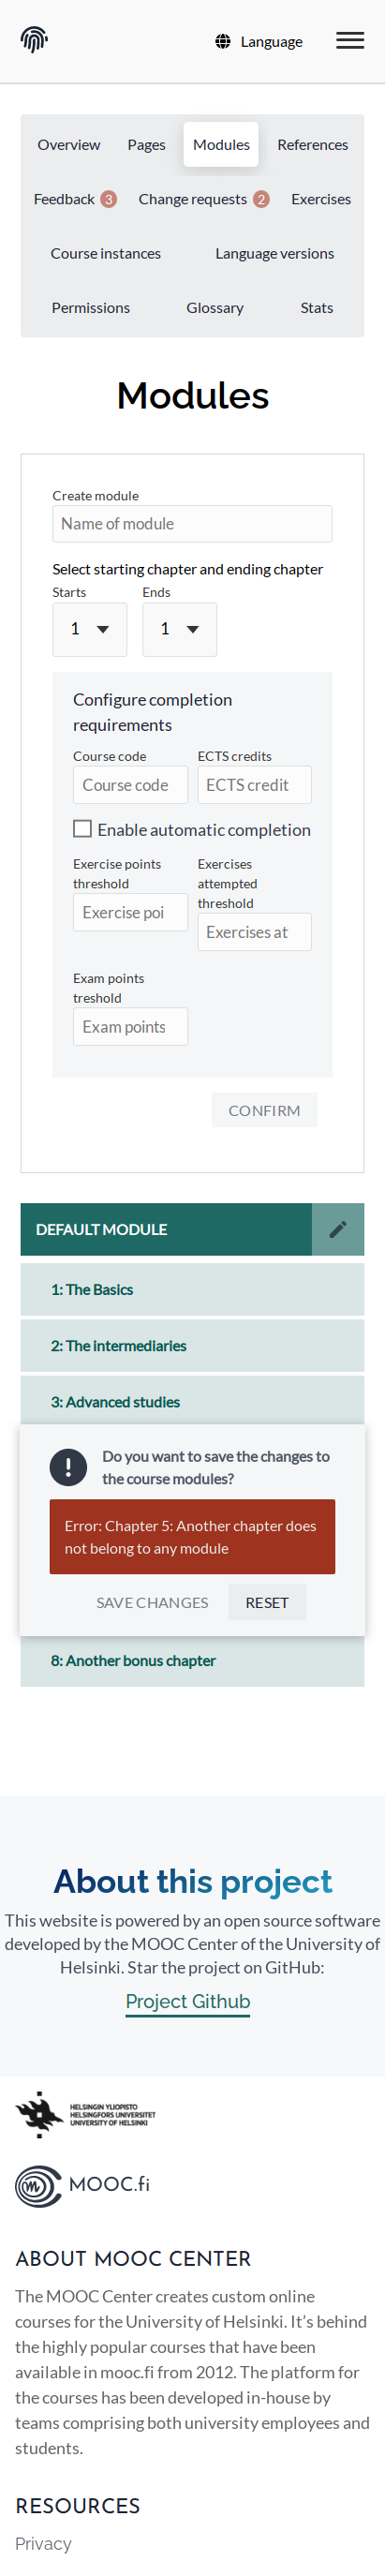 Language
Overview Pages Modules References
Feedback 3 Change requests 2 Exercises
Course instances Language versions
Permissions Glossary Stats
Modules
Create module
Name of module
Select starting chapter and ending chapter
Starts Ends
1 1
Configure completion
requirements
Course code ECTS credits
Course code ECTS credit
Enable automatic completion
Exercise points
threshold
Exercise poi
Exercises
attempted
threshold
Exercises at
Exam points
treshold
Exam points
CONFIRM
DEFAULT MODULE
1: The Basics
2: The intermediaries
3: Advanced studies
Do you want to save the changes to
the course modules?
Error: Chapter 5: Another chapter does
not belong to any module
SAVE CHANGES RESET
8: Another bonus chapter
About this project
This website is powered by an open source software
developed by the MOOC Center of the University of
Helsinki. Star the project on GitHub:
Project Github
HELSINGIN YLIOPISTO
HELSINGFORS UNIVERSITET
UNIVERSITY OF HELSINKI
MOOC.fi
ABOUT MOOC CENTER
The MOOC Center creates custom online
courses for the University of Helsinki. It's behind
the highly popular courses that have been
available in mooc.fi from 2012. The platform for
the courses has been developed in-house by
teams comprising both university employees and
students.
RESOURCES
Privacy